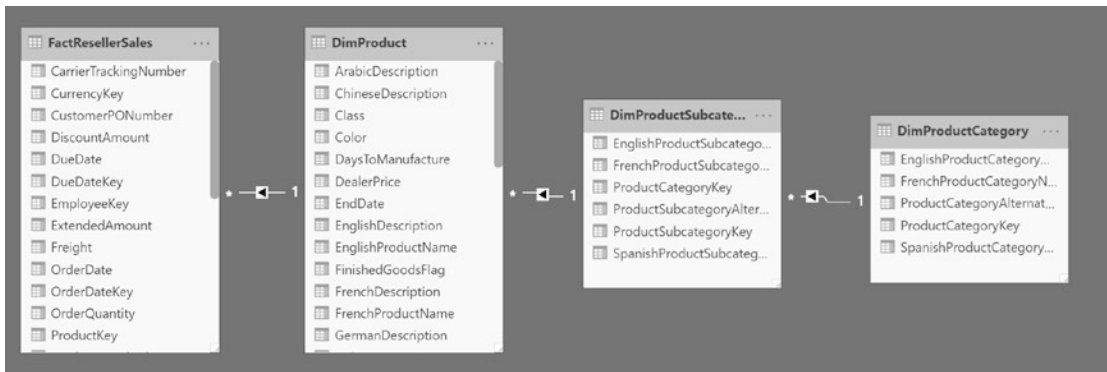 FactResellerSales ...
CarrierTrackingNumber
CurrencyKey
CustomerPONumber
DiscountAmount
DueDate
DueDateKey
EmployeeKey
ExtendedAmount
Freight
OrderDate
OrderDateKey
OrderQuantity
ProductKey
* 1
DimProduct ...
ArabicDescription
ChineseDescription
Class
Color
DaysToManufacture
DealerPrice
EndDate
EnglishDescription
EnglishProductName
FinishedGoodsFlag
FrenchDescription
FrenchProductName
GermanDescription
* 1
DimProductSubcate... ...
EnglishProductSubcatego...
FrenchProductSubcatego...
ProductCategoryKey
ProductSubcategoryAlter...
ProductSubcategoryKey
SpanishProductSubcateg...
* 1
DimProductCategory ...
EnglishProductCategory...
FrenchProductCategoryN...
ProductCategoryAlternat...
ProductCategoryKey
SpanishProductCategory...